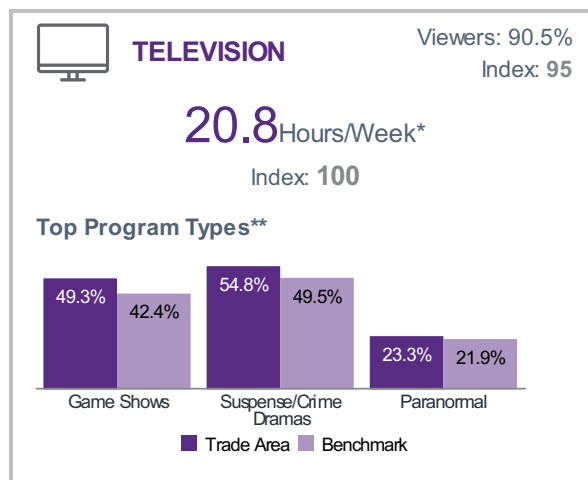 TELEVISION
Viewers: 90.5%
Index: 95
20.8Hours/Week*
Index: 100
Top Program Types**
49.3%
42.4%
54.8%
49.5%
23.3%
21.9%
Game Shows
Suspense/Crime
Dramas
Paranormal
Trade Area
Benchmark